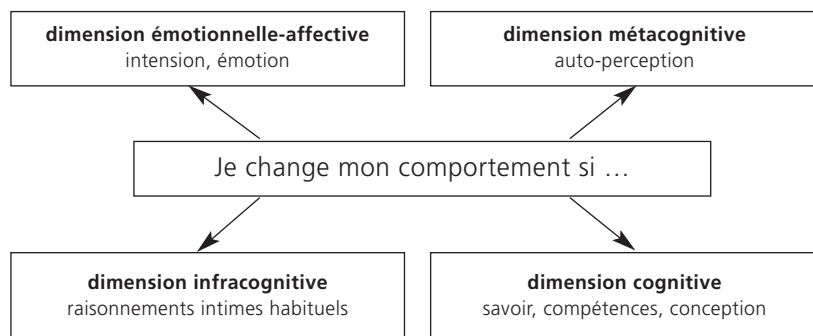 dimension émotionnelle-affective
intension, émotion
dimension métacognitive
auto-perception
Je change mon comportement si ...
dimension infracognitive
raisonnements intimes habituels
dimension cognitive
savoir, compétences, conception